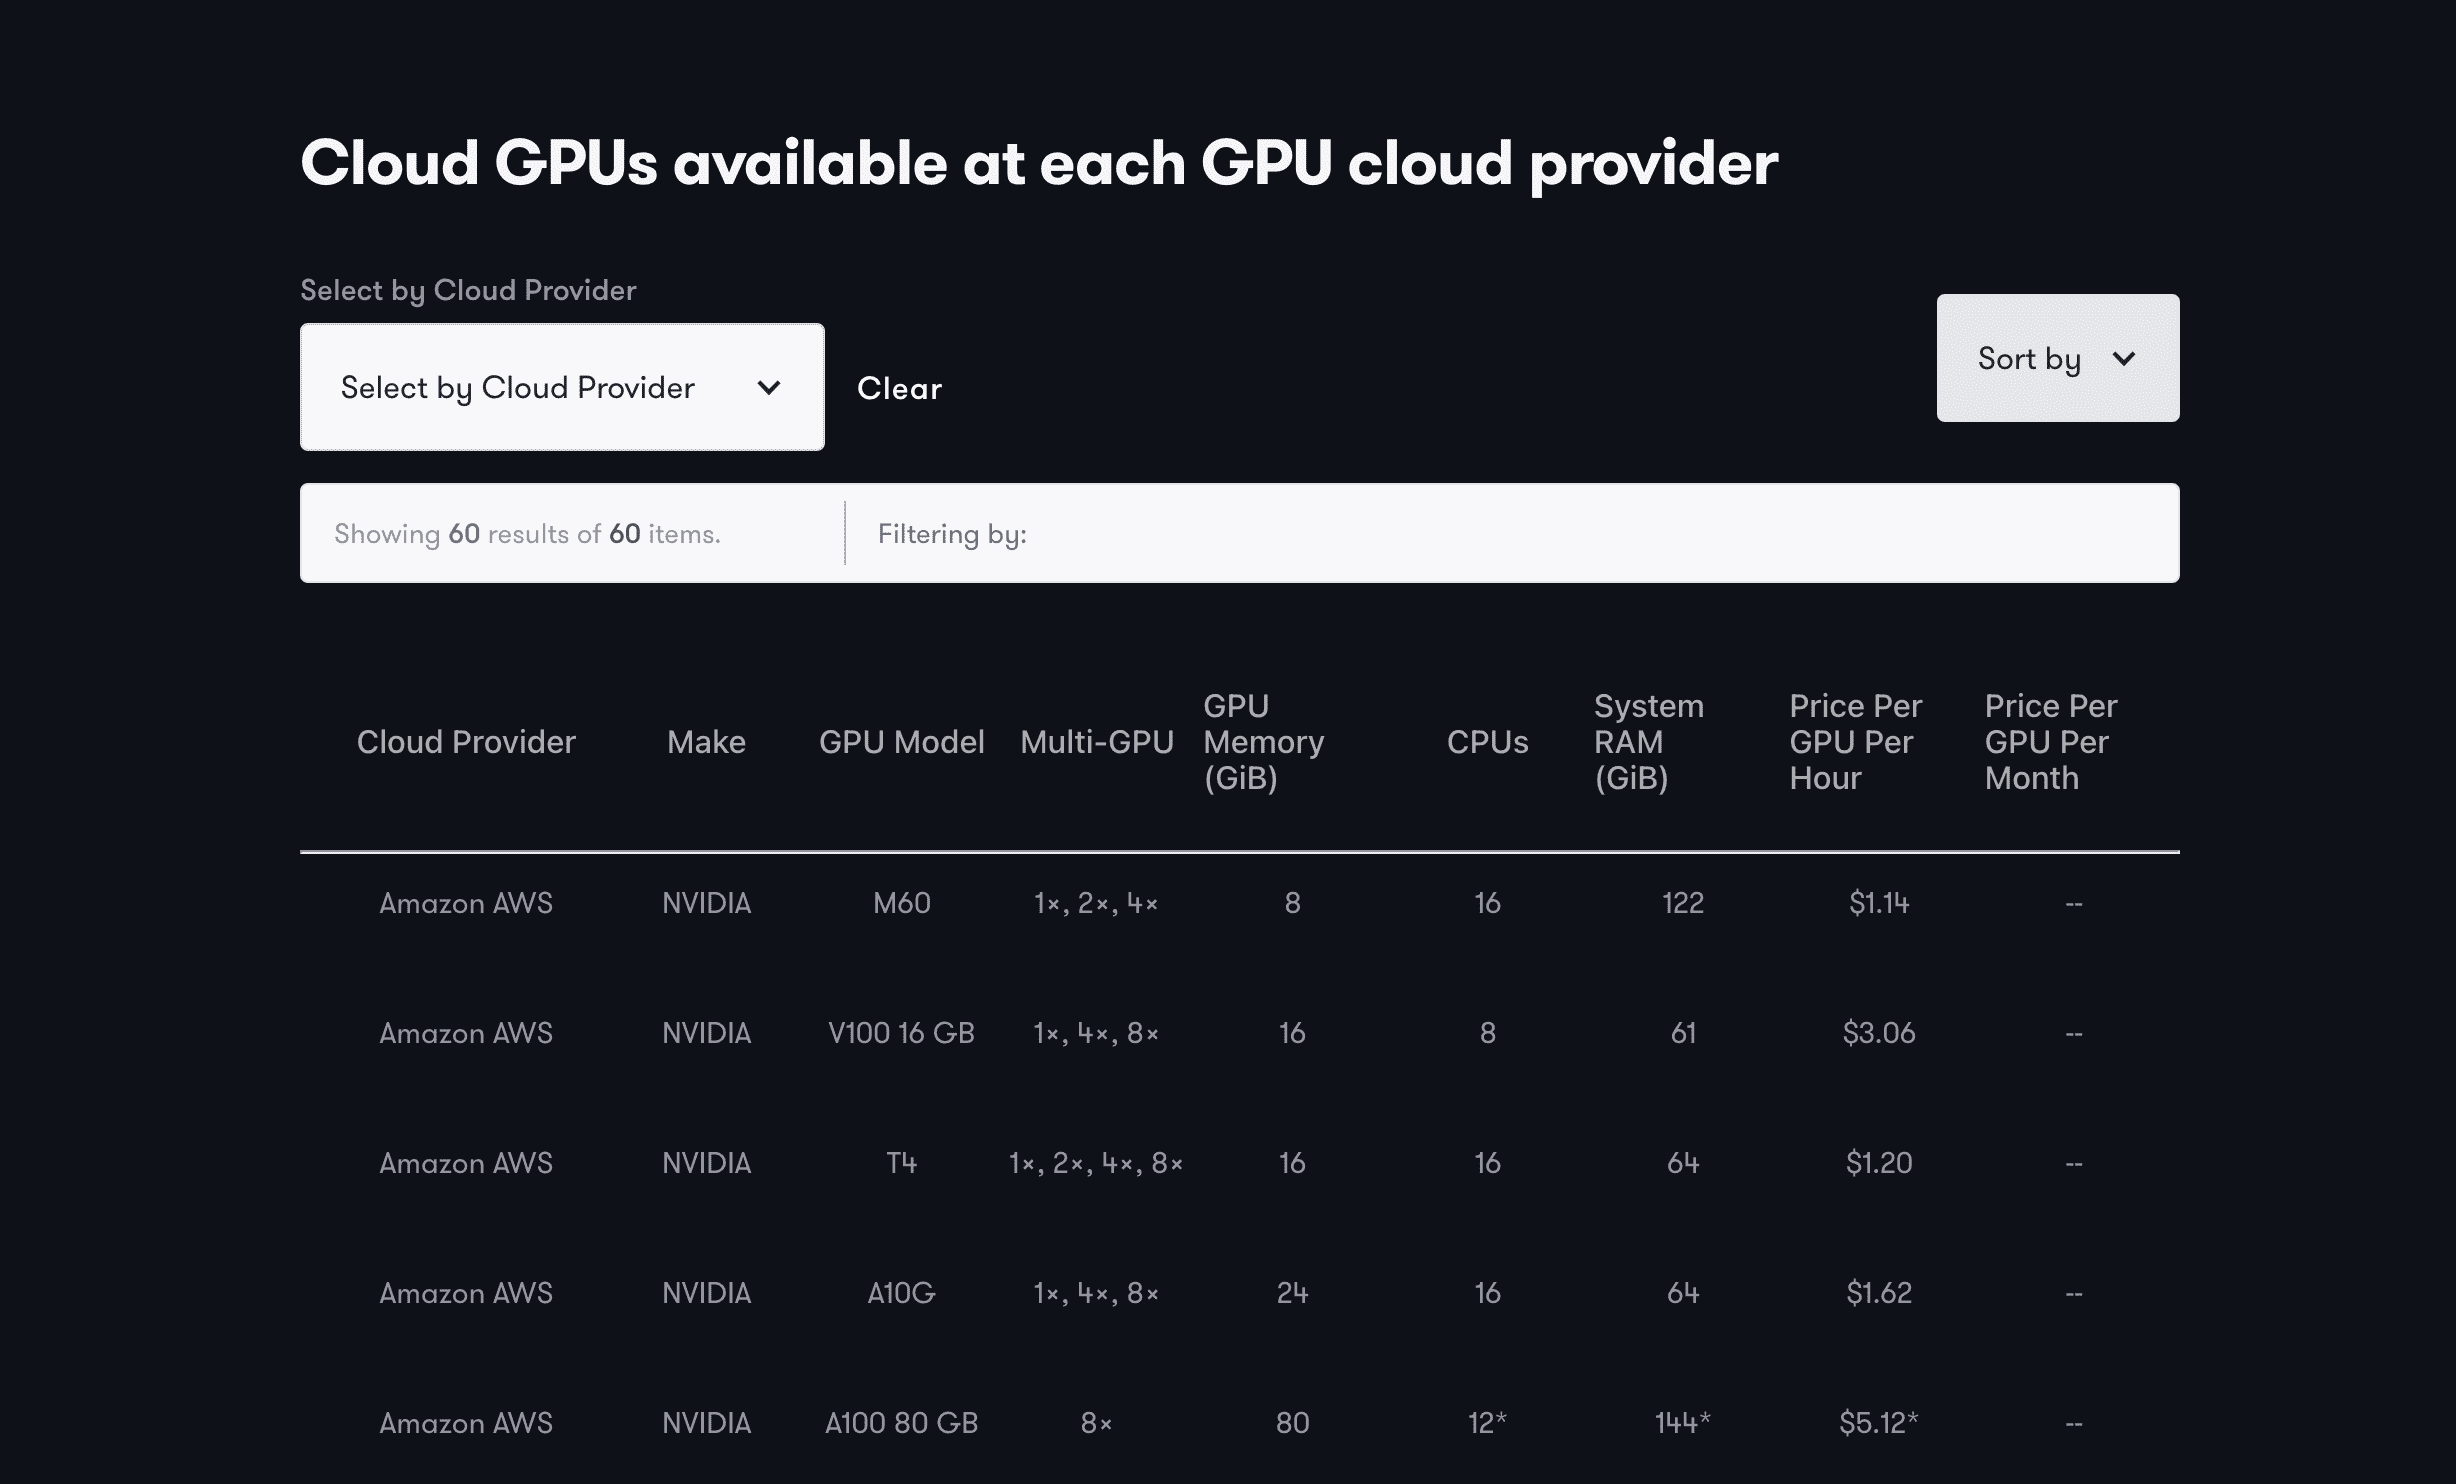 Cloud GPUs available at each GPU cloud provider
Select by Cloud Provider
Select by Cloud Provider
Clear
Sort by
Showing 60 results of 60 items.
Filtering by:
Cloud Provider Make GPU Model Multi-GPU GPU Memory (GiB) CPUs System RAM (GiB) Price Per GPU Per Hour Price Per GPU Per Month
Amazon AWS NVIDIA M60 1×, 2×, 4× 8 16 122 $1.14 --
Amazon AWS NVIDIA V100 16 GB 1×, 4×, 8× 16 8 61 $3.06 --
Amazon AWS NVIDIA T4 1×, 2×, 4×, 8× 16 16 64 $1.20 --
Amazon AWS NVIDIA A10G 1×, 4×, 8× 24 16 64 $1.62 --
Amazon AWS NVIDIA A100 80 GB 8× 80 12* 144* $5.12* --